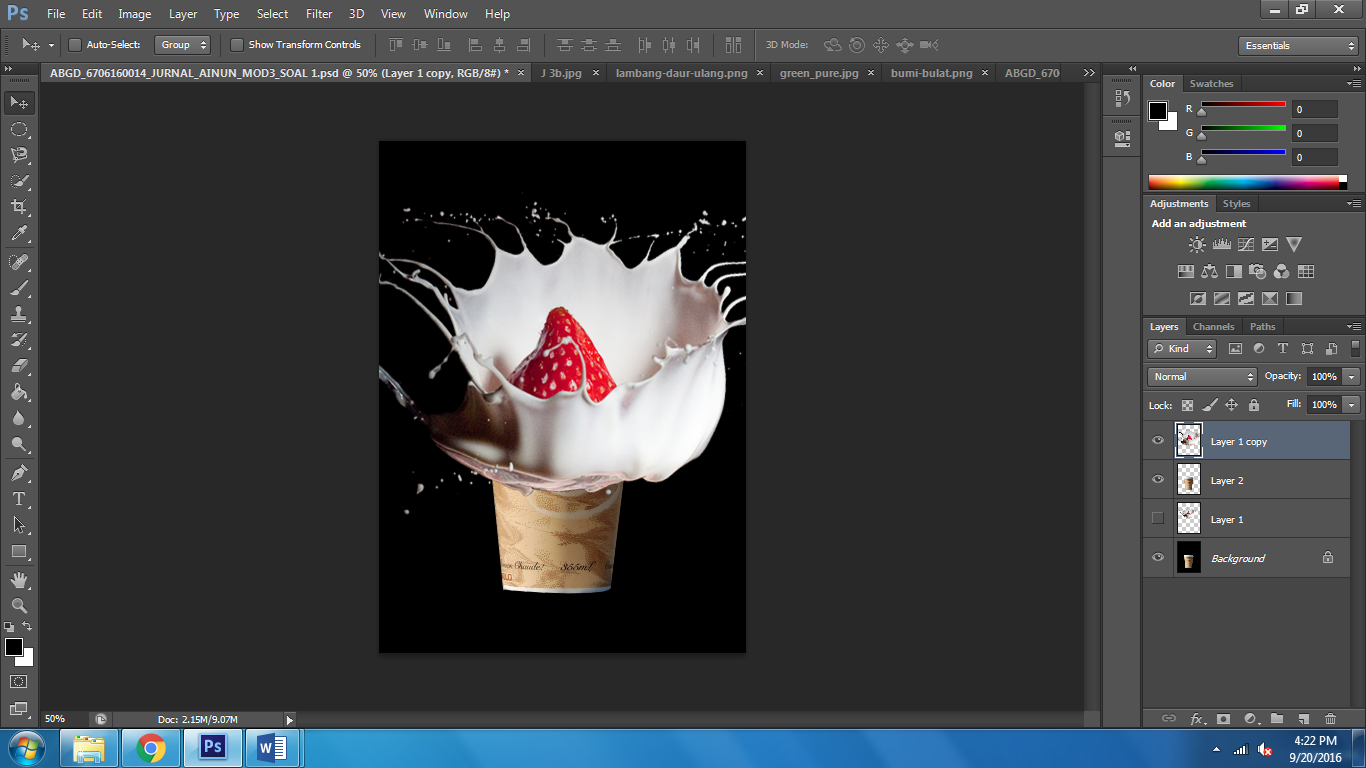 Ps File Edit Image Layer Type Select Filter 3D View Window Help
Auto-Select: Group Show Transform Controls 3D Mode: Essentials
ABGD_6706160014_JURNAL_AINUN_MOD3_SOAL 1.psd @ 50% (Layer 1 copy, RGB/8#) * × J 3b.jpg × lambang-daur-ulang.png × green_pure.jpg × bumi-bulat.png × ABGD_670
Color Swatches
R 0
G 0
B 0
Adjustments Styles
Add an adjustment
Layers Channels Paths
Kind
Normal Opacity: 100%
Lock: Fill: 100%
Layer 1 copy
Layer 2
Layer 1
Background
Chaude! 355ml
50% Doc: 2.15M/9.07M
fx
Ps W 4:22 PM
9/20/2016